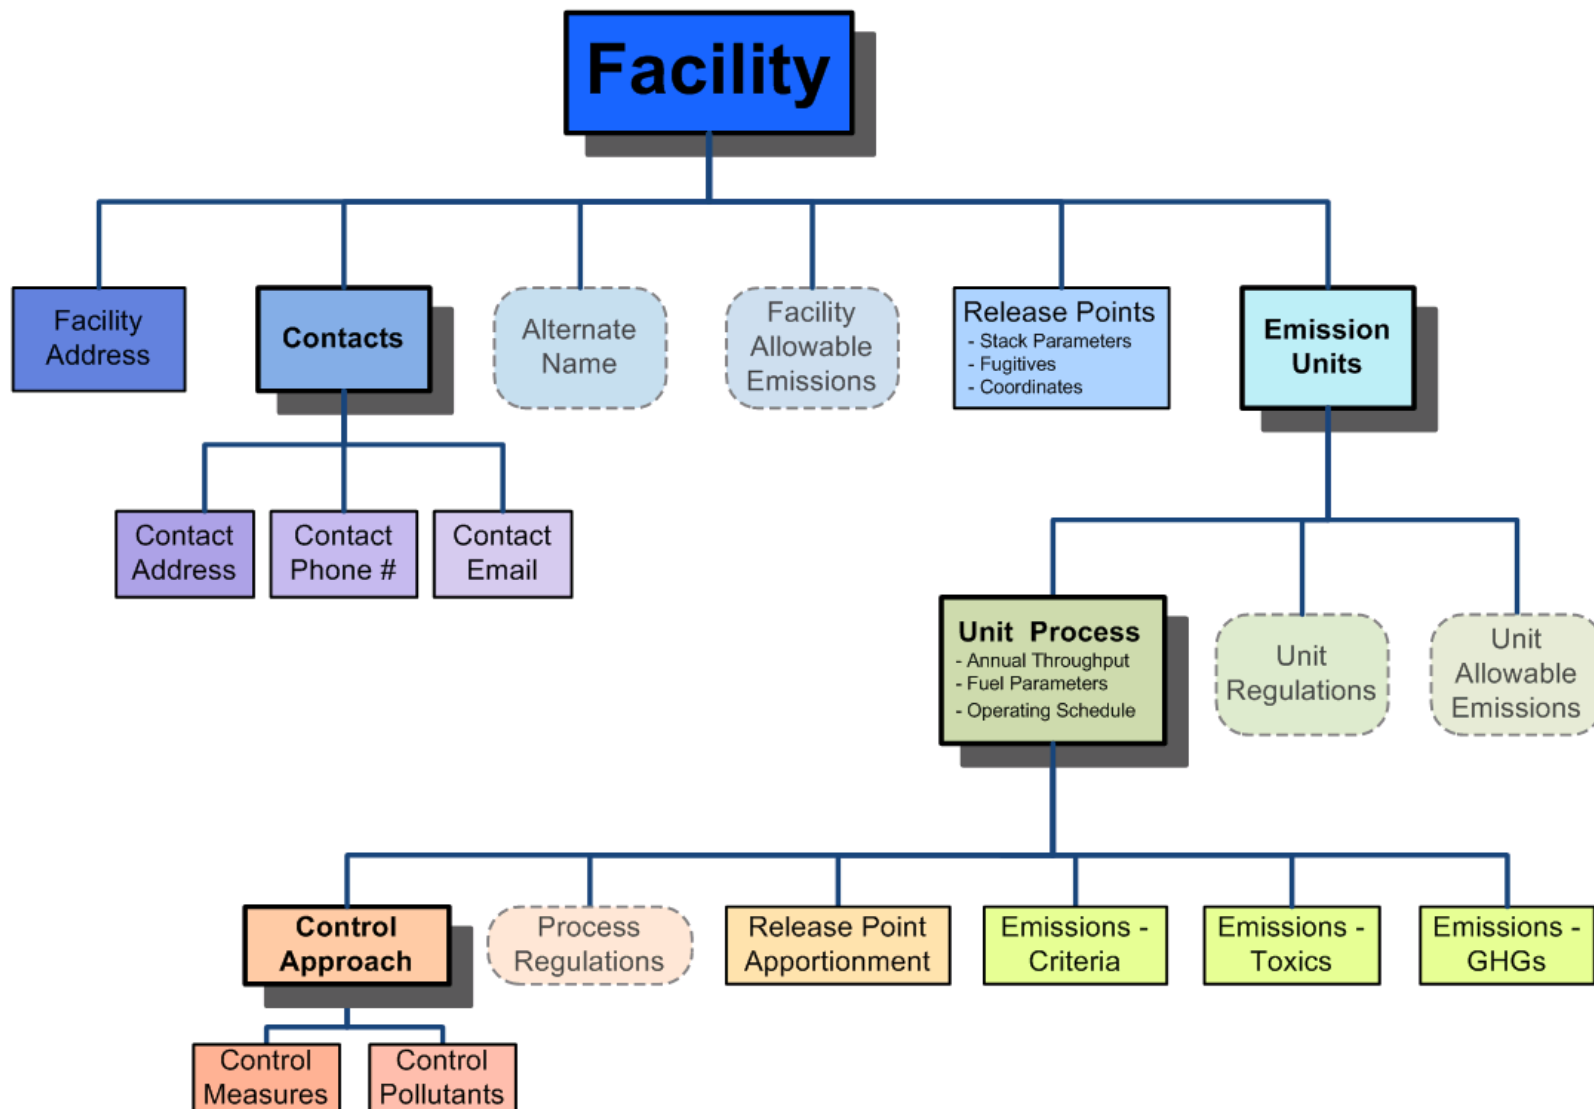 Facility
Facility
Address
Contacts
Alternate
Name
Facility
Allowable
Emissions
Release Points
- Stack Parameters
- Fugitives
- Coordinates
Emission
Units
Contact
Address
Contact
Phone #
Contact
Email
Unit Process
- Annual Throughput
- Fuel Parameters
- Operating Schedule
Unit
Regulations
Unit
Allowable
Emissions
Control
Approach
Process
Regulations
Release Point
Apportionment
Emissions -
Criteria
Emissions -
Toxics
Emissions -
GHGs
Control
Measures
Control
Pollutants